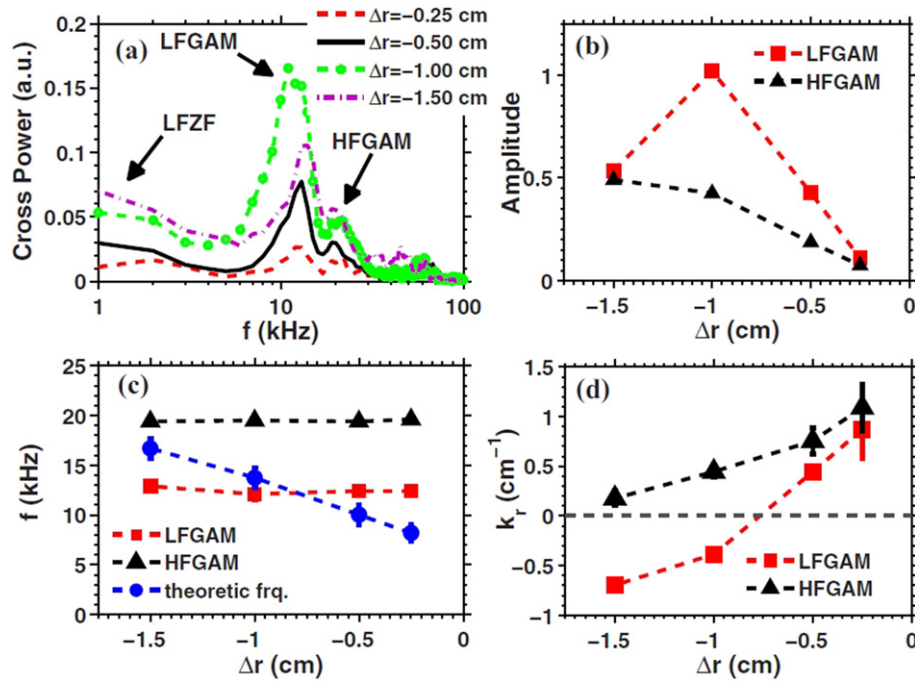 0.2
(a)
LFGAM
Δr=−0.25 cm
Δr=−0.50 cm
Δr=−1.00 cm
Δr=−1.50 cm
0.15
LFZF
HFGAM
0.1
0.05
0
1
10
100
Cross Power (a.u.)
f (kHz)
(b)
LFGAM
HFGAM
1
0.5
0
−1.5
−1
−0.5
0
Amplitude
Δr (cm)
25
(c)
20
15
10
5
0
LFGAM
HFGAM
theoretic frq.
−1.5
−1
−0.5
0
f (kHz)
Δr (cm)
1.5
(d)
1
0.5
0
−0.5
−1
LFGAM
HFGAM
−1.5
−1
−0.5
0
kr (cm−1)
Δr (cm)